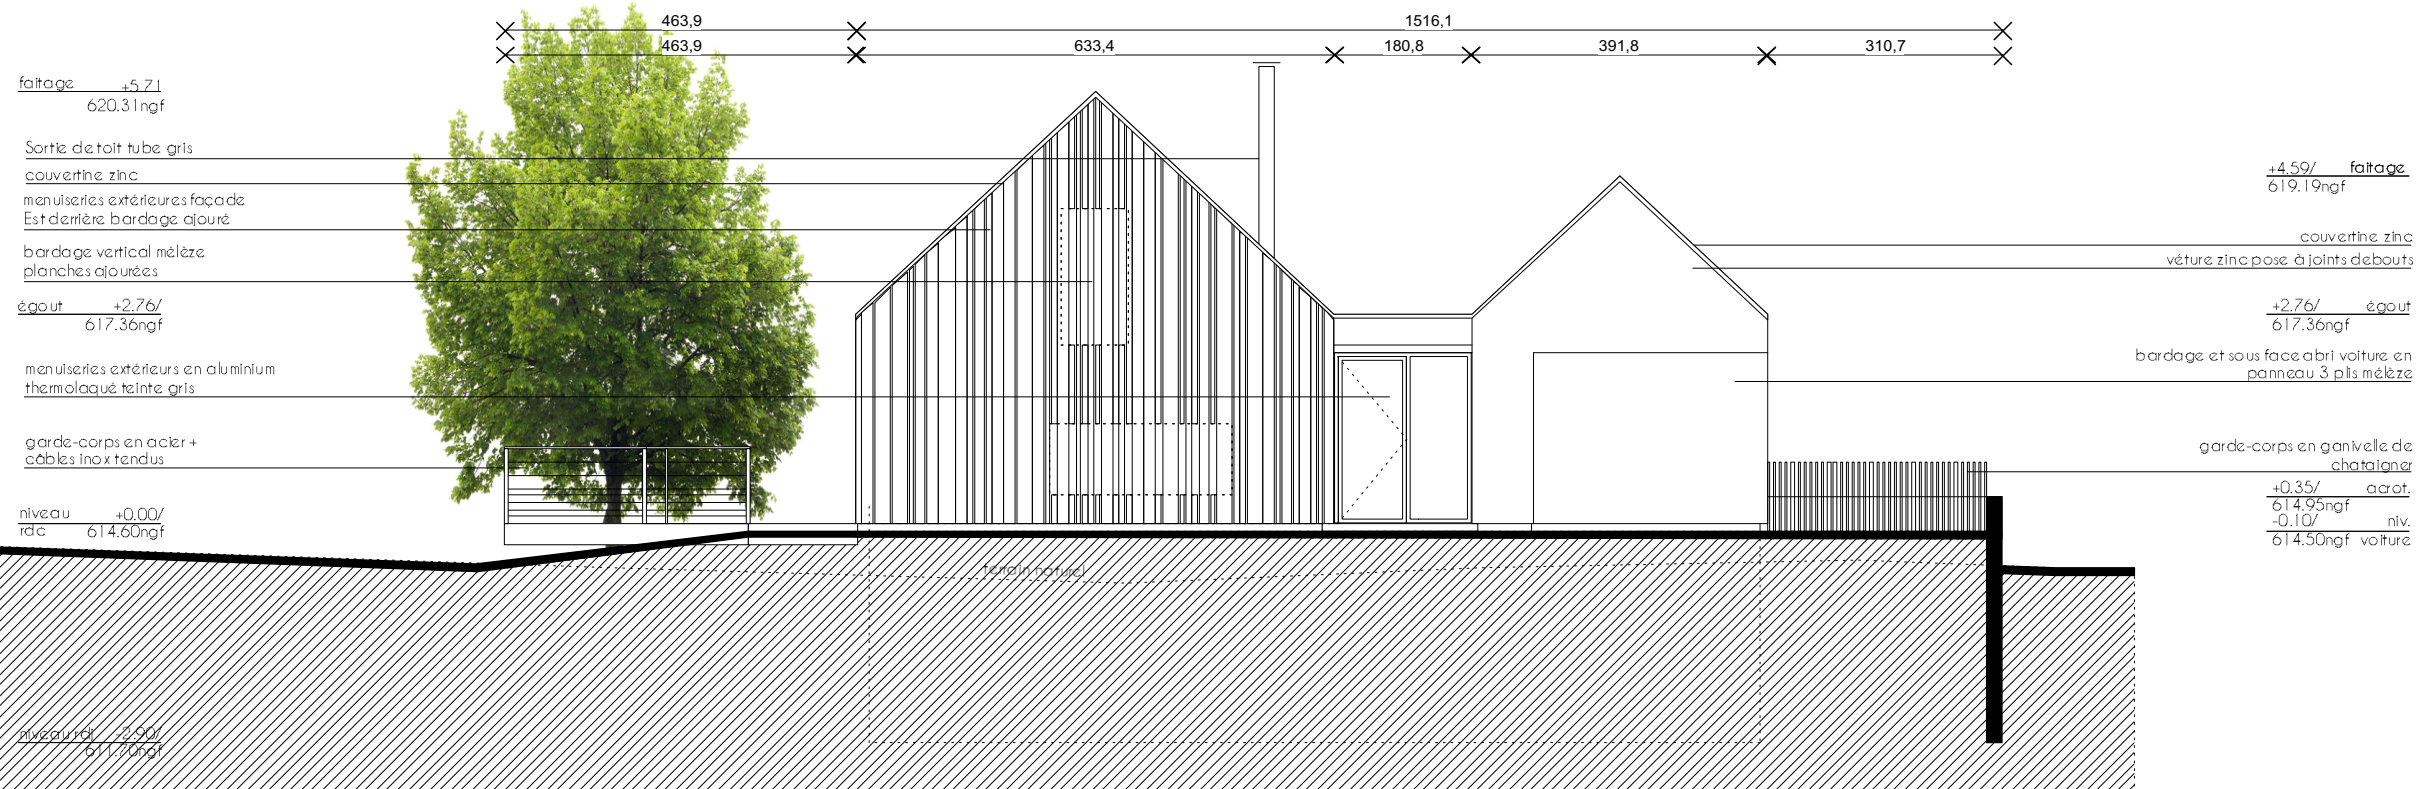 463,9 1516,1
463,9 633,4 180,8 391,8 310,7
faitage +5.71
620.31ngf
Sortie de toit tube gris
couvertine zinc
menuiseries extérieures façade
Est derrière bardage ajouré
bardage vertical mélèze
planches ajourées
égout +2.76/
617.36ngf
menuiseries extérieurs en aluminium
thermolaqué teinte gris
garde-corps en acier +
câbles inox tendus
niveau +0.00/
rdc 614.60ngf
niveau rdj -2.90/
611.70ngf
terrain naturel
+4.59/ faitage
619.19ngf
couvertine zinc
véture zinc pose à joints debouts
+2.76/ égout
617.36ngf
bardage et sous face abri voiture en
panneau 3 plis mélèze
garde-corps en ganivelle de
chataigner
+0.35/ acrot.
614.95ngf
-0.10/ niv.
614.50ngf voiture